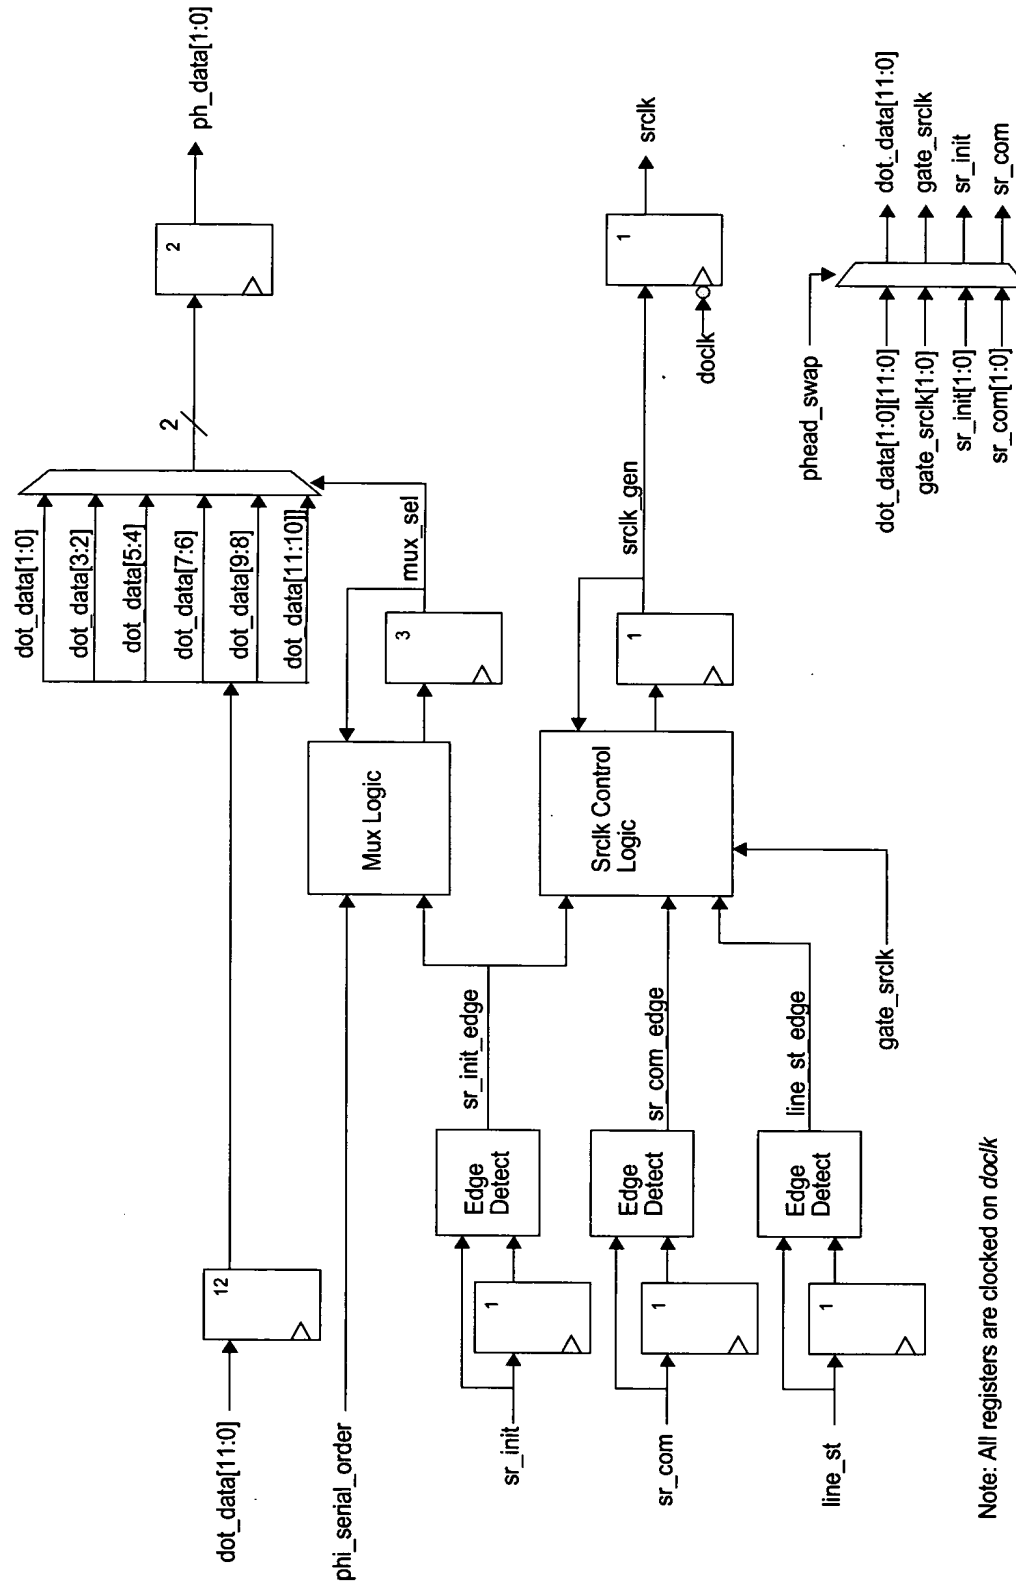 dot_data[11:0]
12
dot_data[1:0]
dot_data[3:2]
dot_data[5:4]
dot_data[7:6]
dot_data[9:8]
dot_data[11:10]]
2
2
ph_data[1:0]
phi_serial_order
Mux Logic
3
mux_sel
sr_init
1
Edge
Detect
sr_init_edge
sr_com
1
Edge
Detect
sr_com_edge
line_st
1
Edge
Detect
line_st_edge
gate_srclk
Srclk Control
Logic
1
srclk_gen
doclk
1
srclk
phead_swap
dot_data[1:0][11:0]
gate_srclk[1:0]
sr_init[1:0]
sr_com[1:0]
dot_data[11:0]
gate_srclk
sr_init
sr_com
Note: All registers are clocked on doclk